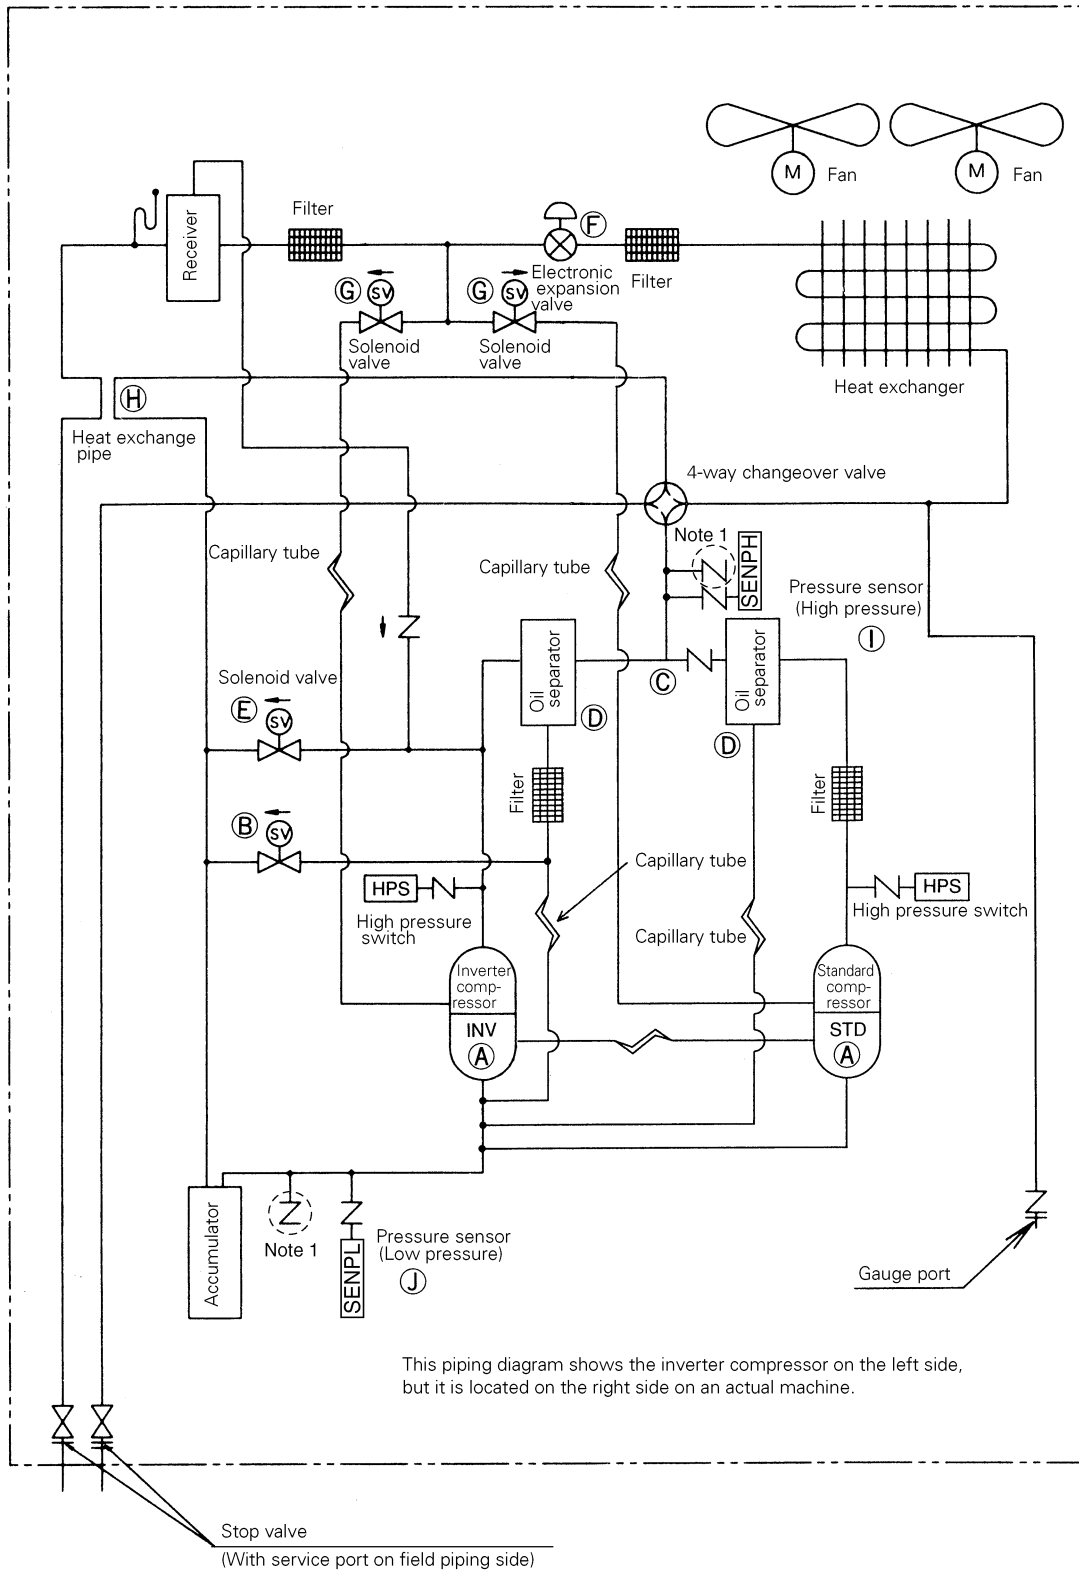 M
Fan
M
Fan
Receiver
Filter
F
Electronic
expansion
valve
Filter
G
SV
Solenoid
valve
G
SV
Solenoid
valve
Heat exchanger
H
Heat exchange
pipe
4-way changeover valve
Note 1
SENPH
Capillary tube
Capillary tube
Pressure sensor
(High pressure)
I
Oil
separator
D
C
Oil
separator
D
Solenoid valve
E
SV
Filter
Filter
B
SV
Capillary tube
HPS
High pressure
switch
HPS
High pressure switch
Capillary tube
Inverter
comp-
ressor
INV
A
Standard
comp-
ressor
STD
A
Accumulator
Note 1
SENPL
Pressure sensor
(Low pressure)
J
Gauge port
This piping diagram shows the inverter compressor on the left side,
but it is located on the right side on an actual machine.
Stop valve
(With service port on field piping side)